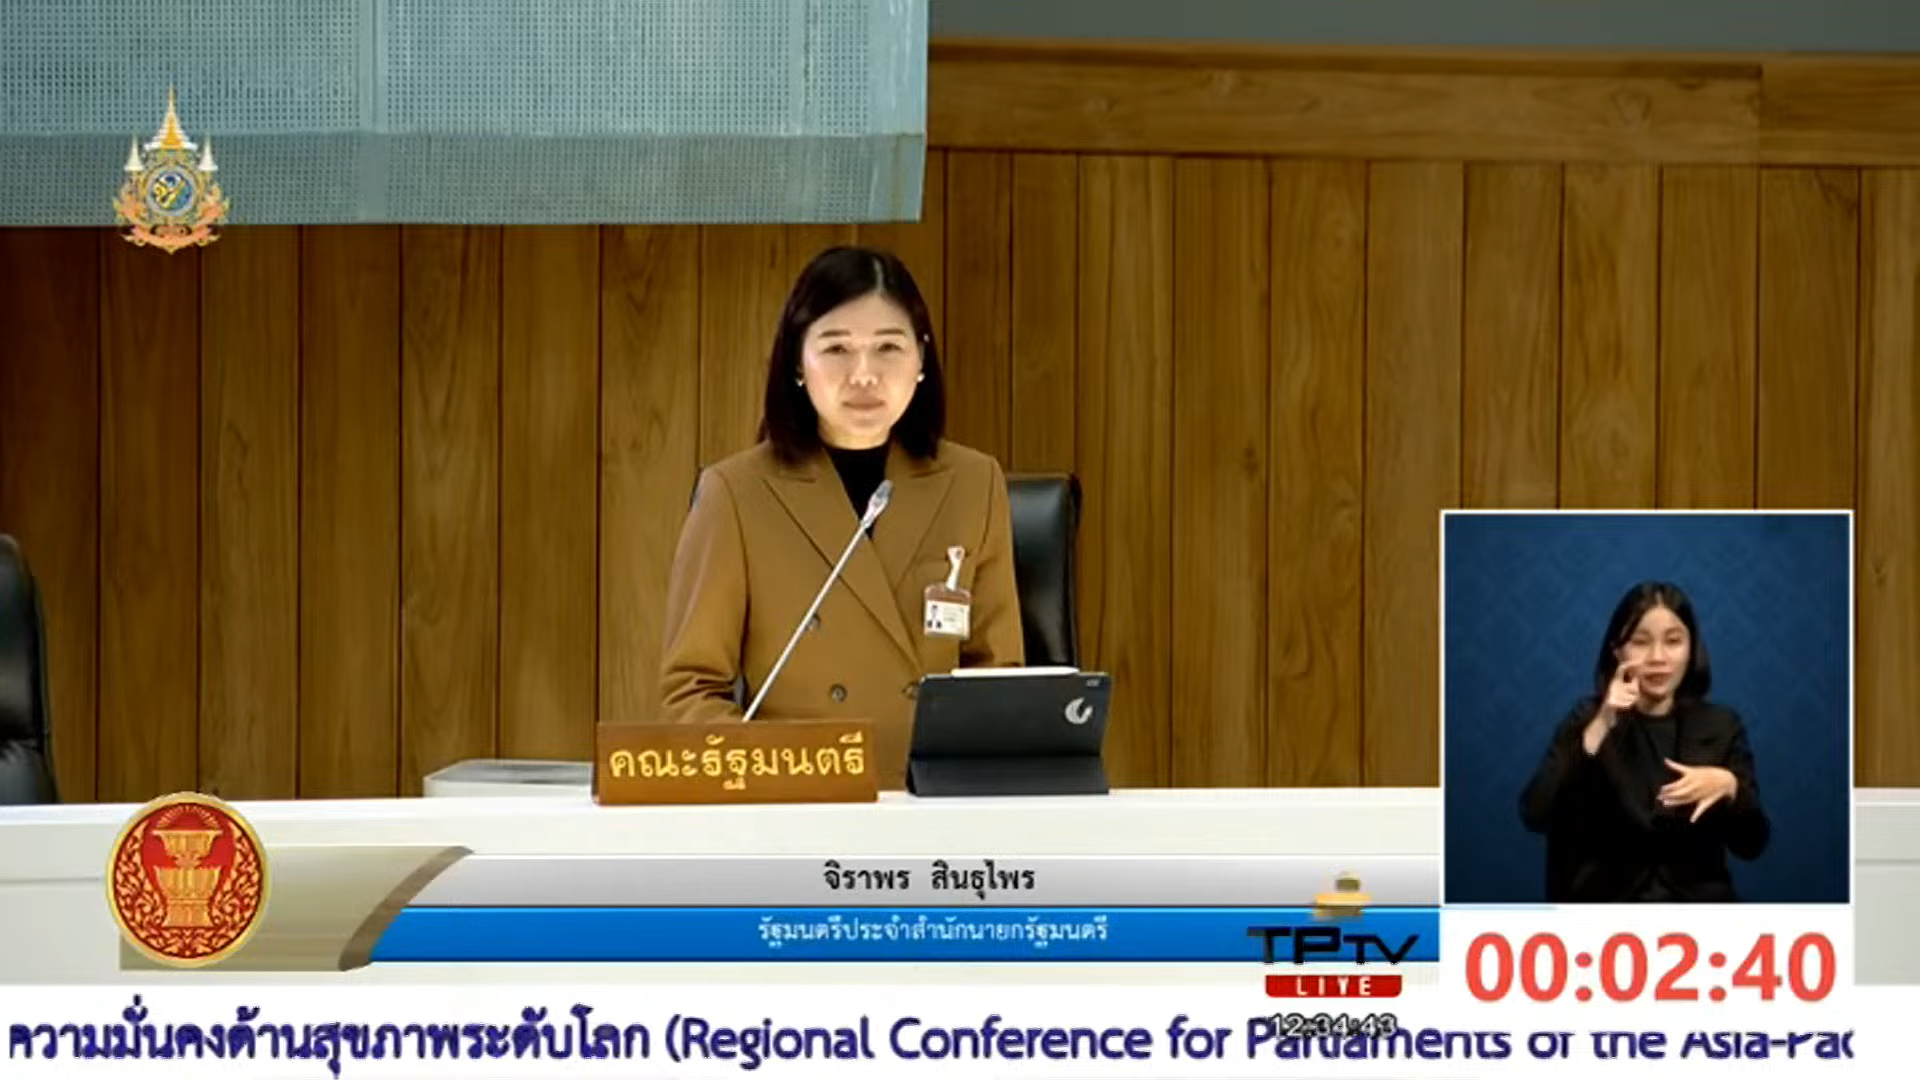 คณะรัฐมนตรี
จิราพร สินธุไพร
รัฐมนตรีประจำสำนักนายกรัฐมนตรี
TPTV
LIVE
00:02:40
12:34:43
ความมั่นคงด้านสุขภาพระดับโลก (Regional Conference for Parliaments of the Asia-Pac